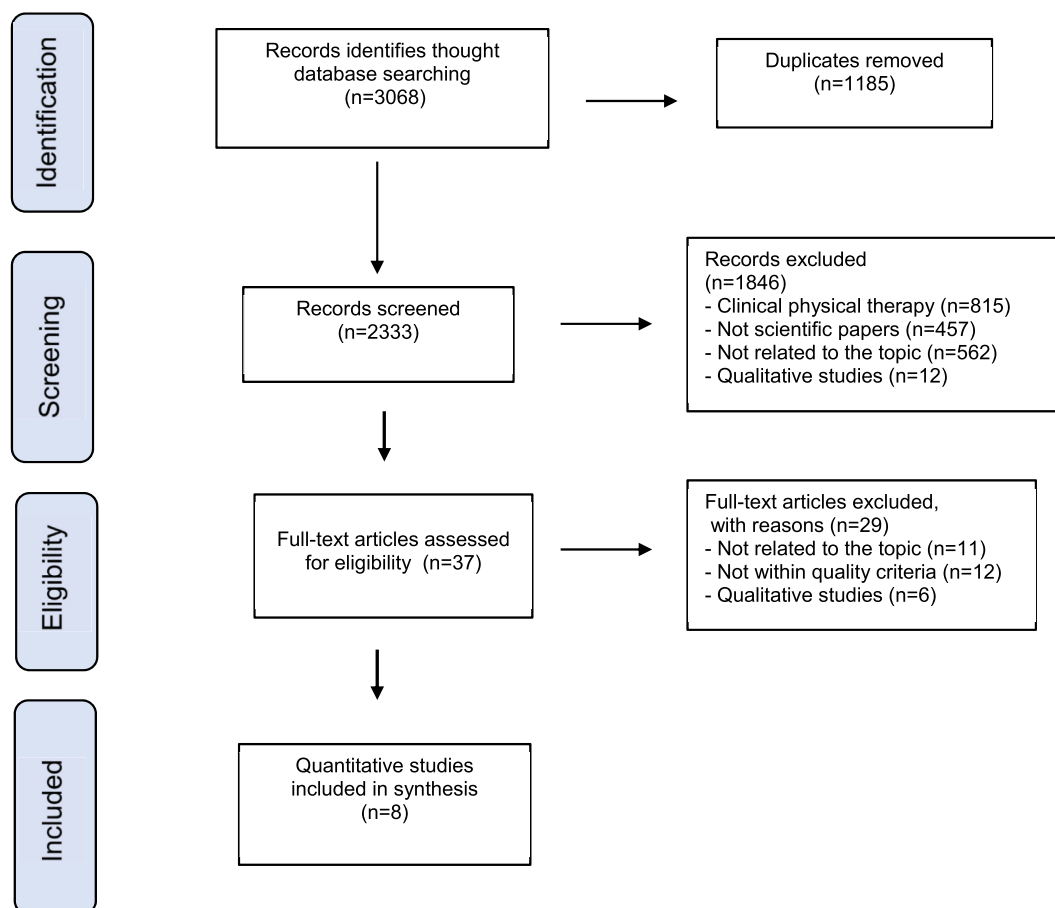 Identification
Records identifies thought
database searching
(n=3068)
Duplicates removed
(n=1185)
Screening
Records screened
(n=2333)
Records excluded
(n=1846)
- Clinical physical therapy (n=815)
- Not scientific papers (n=457)
- Not related to the topic (n=562)
- Qualitative studies (n=12)
Eligibility
Full-text articles assessed
for eligibility (n=37)
Full-text articles excluded,
with reasons (n=29)
- Not related to the topic (n=11)
- Not within quality criteria (n=12)
- Qualitative studies (n=6)
Included
Quantitative studies
included in synthesis
(n=8)